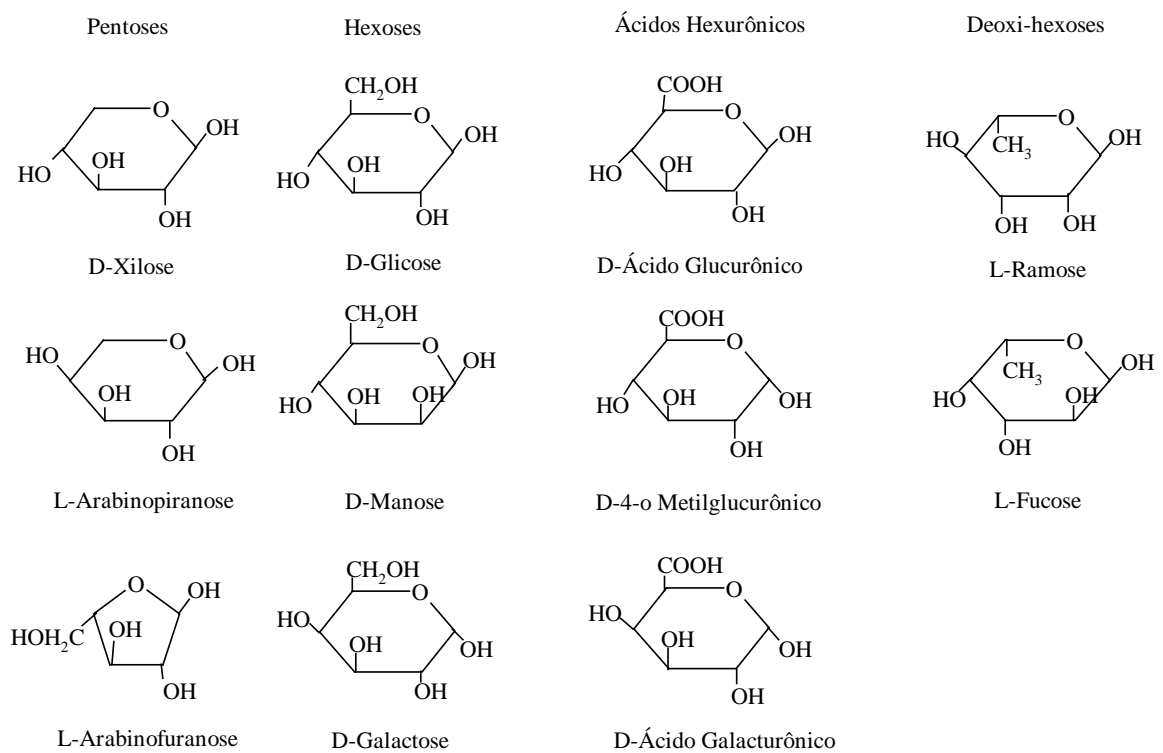 Pentoses
Hexoses
Ácidos Hexurônicos
Deoxi-hexoses
O
OH
OH
HO
OH
D-Xilose
CH₂OH
O
OH
OH
HO
OH
D-Glicose
COOH
O
OH
OH
HO
OH
D-Ácido Glucurônico
O
HO
CH₃
OH
OH
OH
L-Ramose
HO
O
OH
OH
OH
L-Arabinopiranose
CH₂OH
O
OH
OH
OH
HO
D-Manose
COOH
O
HO
OH
OH
OH
D-4-o Metilglucurônico
O
CH₃
OH
HO
OH
OH
L-Fucose
O
OH
HOH₂C
OH
OH
L-Arabinofuranose
CH₂OH
O
HO
OH
OH
OH
D-Galactose
COOH
O
HO
OH
OH
OH
D-Ácido Galacturônico